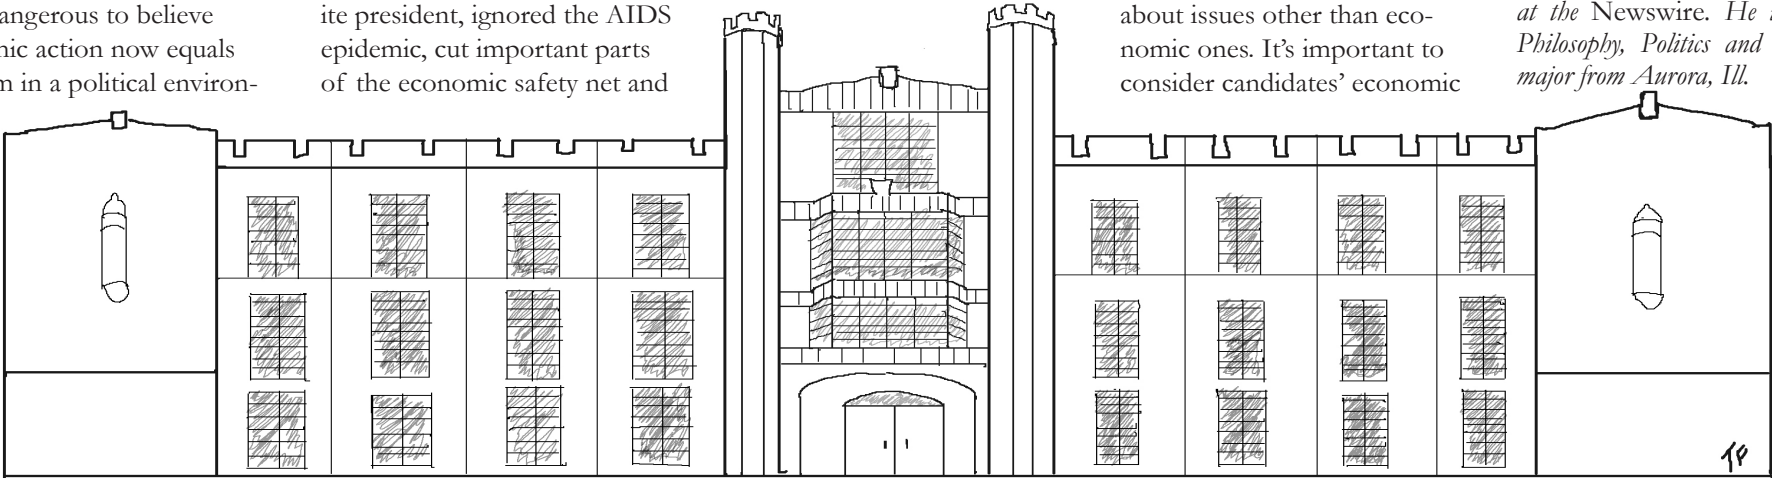 angerous to believe
ic action now equals
in a political environ-
ite president, ignored the AIDS
epidemic, cut important parts
of the economic safety net and
about issues other than eco-
nomic ones. It's important to
consider candidates' economic
at the Newswire. He
Philosophy, Politics and
major from Aurora, Ill.